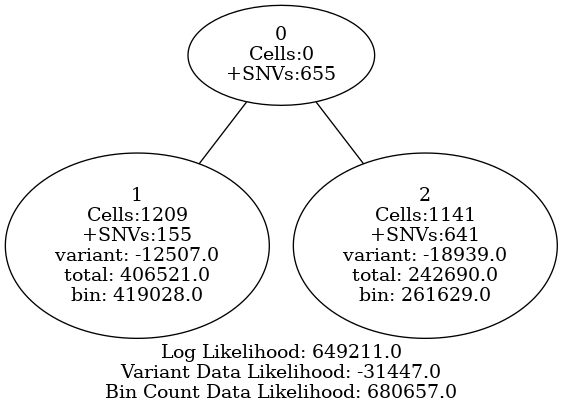 0
Cells:0
+SNVs:655
1
Cells:1209
+SNVs:155
variant: -12507.0
total: 406521.0
bin: 419028.0
2
Cells:1141
+SNVs:641
variant: -18939.0
total: 242690.0
bin: 261629.0
Log Likelihood: 649211.0
Variant Data Likelihood: -31447.0
Bin Count Data Likelihood: 680657.0